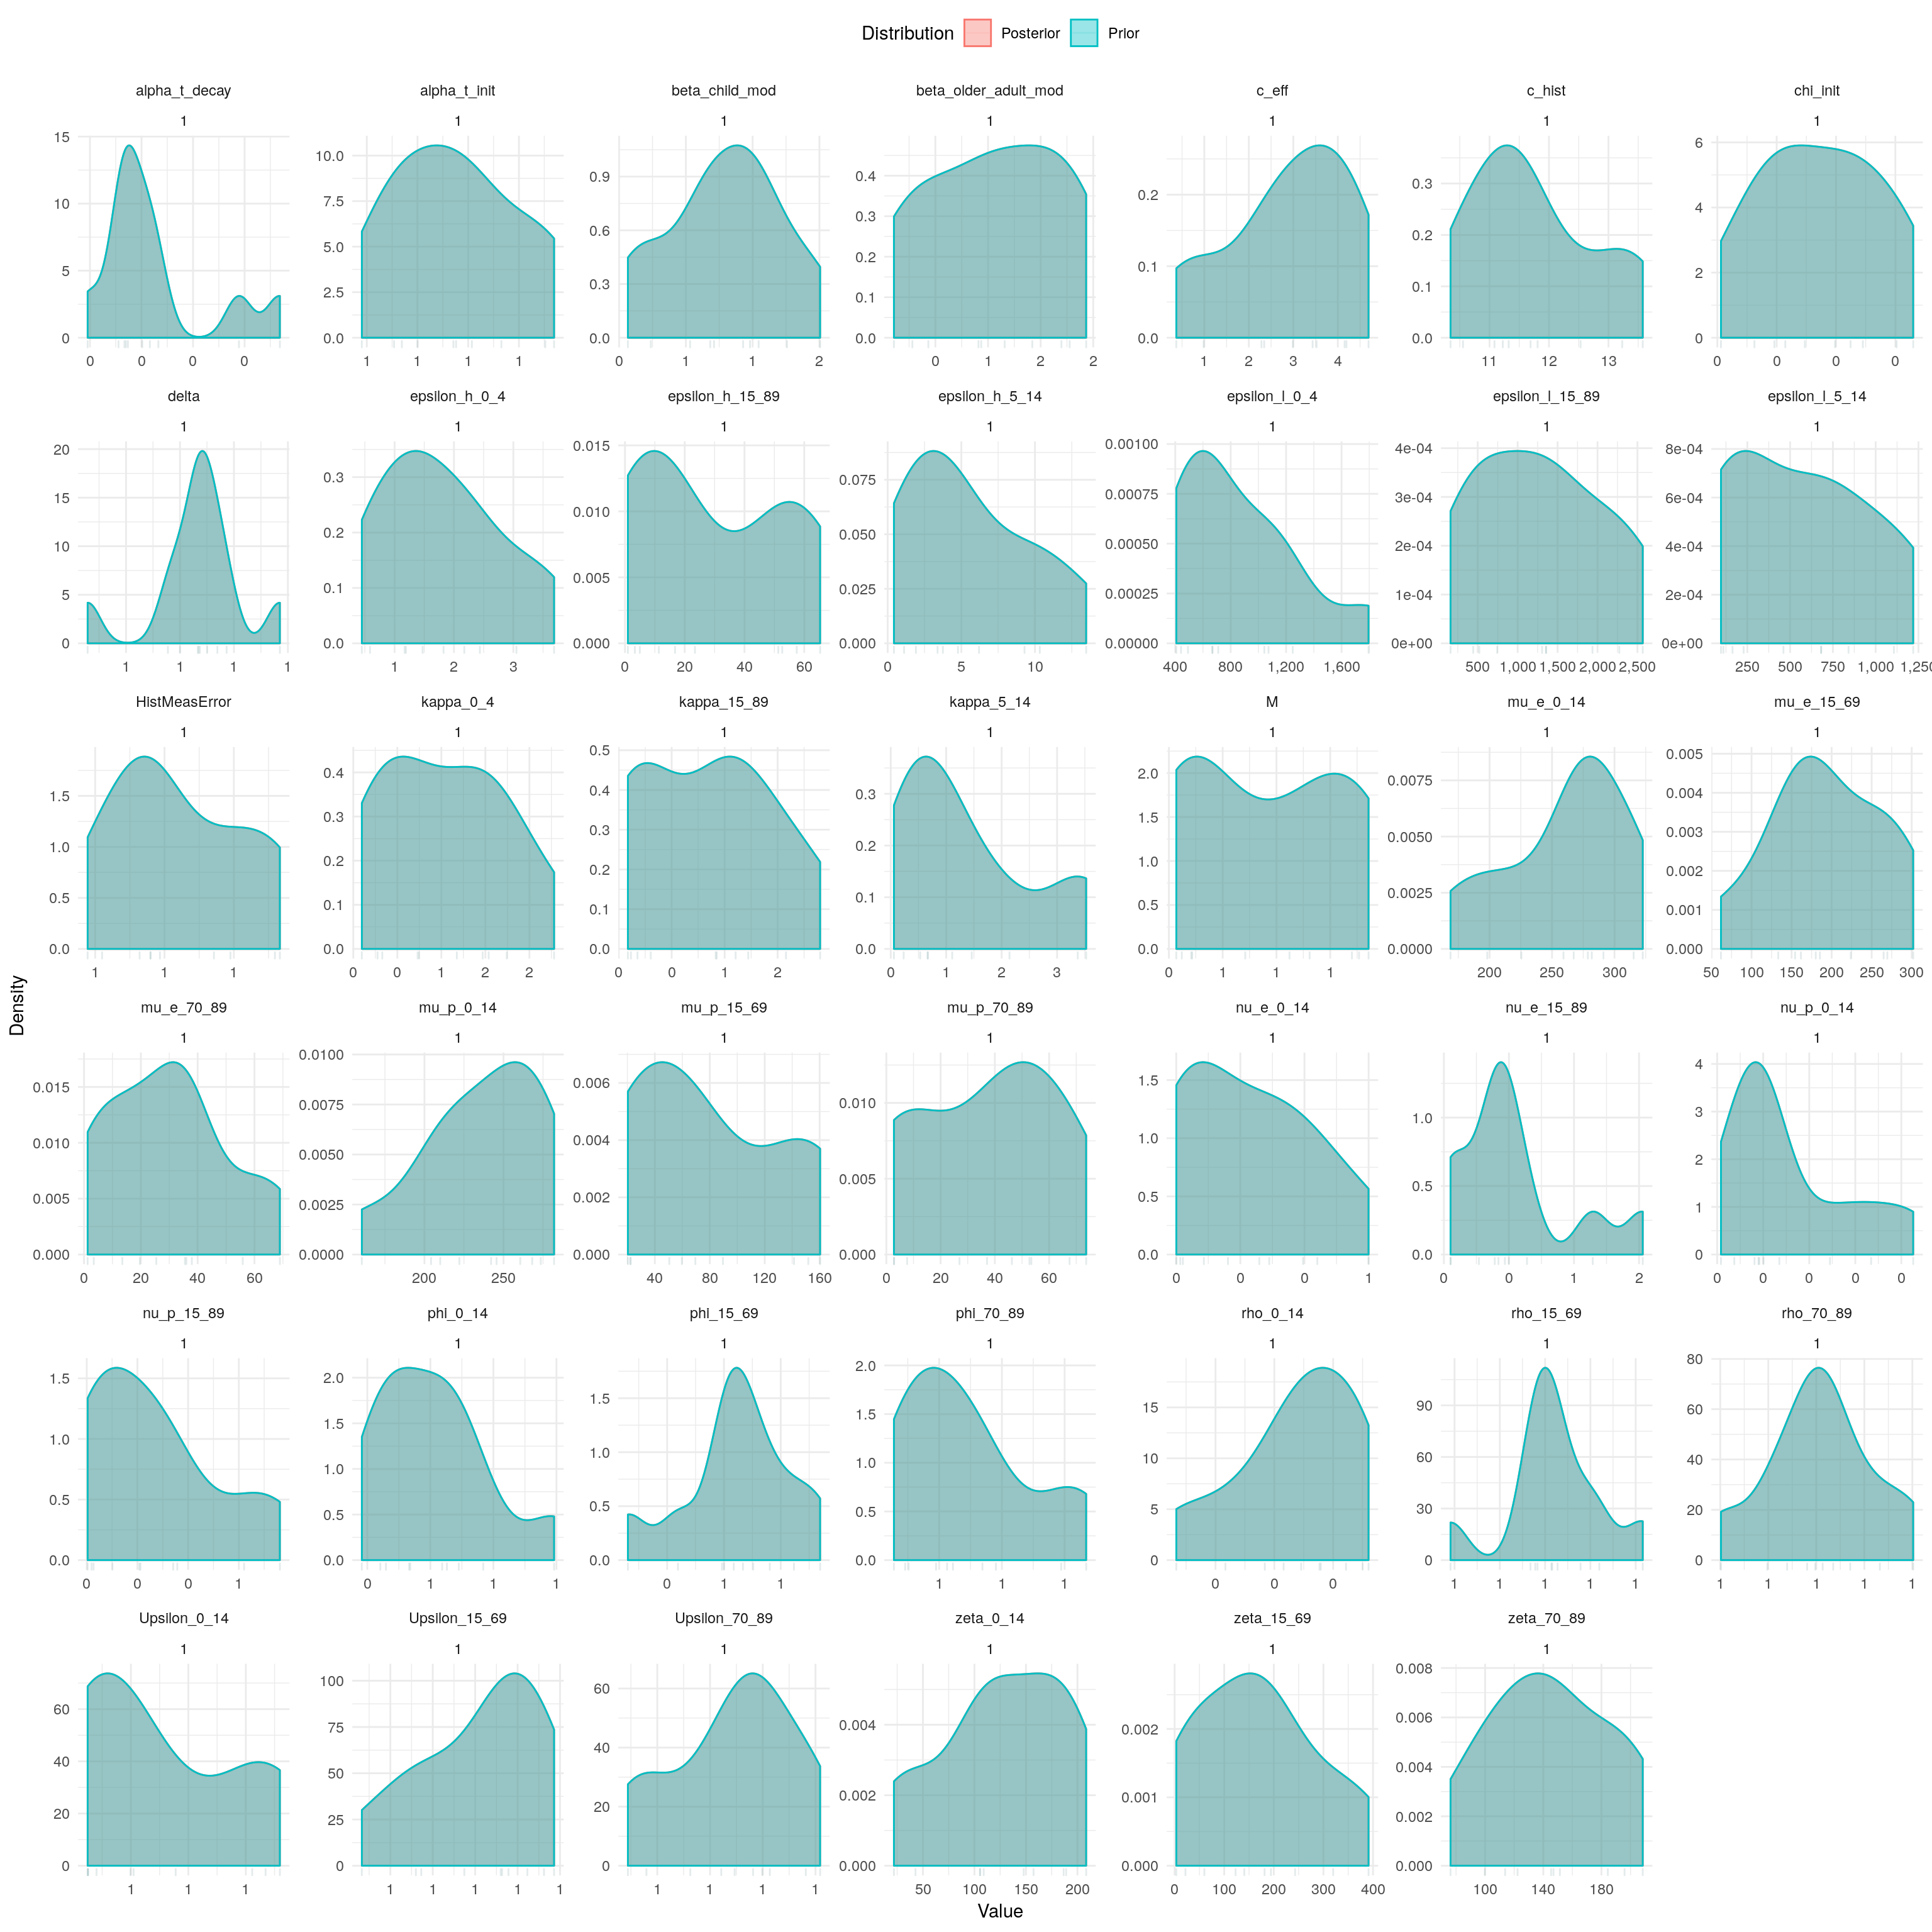 Distribution Posterior Prior
alpha_t_decay alpha_t_init beta_child_mod beta_older_adult_mod c_eff c_hist chi_init
1 1 1 1 1 1 1
15 10 5 0
10.0 7.5 5.0 2.5 0.0
0.9 0.6 0.3 0.0
0.4 0.3 0.2 0.1 0.0
0.2 0.1 0.0
0.3 0.2 0.1 0.0
6 4 2 0
0 0 0 0
1 1 1 1
0 1 1 2
0 1 2 2
1 2 3 4
11 12 13
0 0 0 0
delta epsilon_h_0_4 epsilon_h_15_89 epsilon_h_5_14 epsilon_l_0_4 epsilon_l_15_89 epsilon_l_5_14
1 1 1 1 1 1 1
20 15 10 5 0
0.3 0.2 0.1 0.0
0.015 0.010 0.005 0.000
0.075 0.050 0.025 0.000
0.00100 0.00075 0.00050 0.00025 0.00000
4e-04 3e-04 2e-04 1e-04 0e+00
8e-04 6e-04 4e-04 2e-04 0e+00
1 1 1 1
1 2 3
0 20 40 60
0 5 10
400 800 1,200 1,600
500 1,000 1,500 2,000 2,500
250 500 750 1,000
HistMeasError kappa_0_4 kappa_15_89 kappa_5_14 M mu_e_0_14 mu_e_15_69
1 1 1 1 1 1 1
1.5 1.0 0.5 0.0
0.4 0.3 0.2 0.1 0.0
0.5 0.4 0.3 0.2 0.1 0.0
0.3 0.2 0.1 0.0
2.0 1.5 1.0 0.5 0.0
0.0075 0.0050 0.0025 0.0000
0.005 0.004 0.003 0.002 0.001 0.000
1 1 1
0 0 1 2 2
0 0 1 2
0 1 2 3
0 1 1 1
200 250 300
50 100 150 200 250 300
Density
mu_e_70_89 mu_p_0_14 mu_p_15_69 mu_p_70_89 nu_e_0_14 nu_e_15_89 nu_p_0_14
1 1 1 1 1 1 1
0.015 0.010 0.005 0.000
0.0100 0.0075 0.0050 0.0025 0.0000
0.006 0.004 0.002 0.000
0.010 0.005 0.000
1.5 1.0 0.5 0.0
1.0 0.5 0.0
4 3 2 1 0
0 20 40 60
200 250
40 80 120 160
0 20 40 60
0 0 0 1
0 0 1 2
0 0 0 0 0
nu_p_15_89 phi_0_14 phi_15_69 phi_70_89 rho_0_14 rho_15_69 rho_70_89
1 1 1 1 1 1 1
1.5 1.0 0.5 0.0
2.0 1.5 1.0 0.5 0.0
1.5 1.0 0.5 0.0
2.0 1.5 1.0 0.5 0.0
15 10 5 0
90 60 30 0
80 60 40 20 0
0 0 0 1
0 1 1 1
0 1 1
1 1 1
0 0 0
1 1 1 1 1
1 1 1 1 1
Upsilon_0_14 Upsilon_15_69 Upsilon_70_89 zeta_0_14 zeta_15_69 zeta_70_89
1 1 1 1 1 1
60 40 20 0
100 75 50 25 0
60 40 20 0
0.004 0.002 0.000
0.002 0.001 0.000
0.008 0.006 0.004 0.002 0.000
1 1 1
1 1 1 1 1
1 1 1 1
50 100 150 200
0 100 200 300 400
100 140 180
Value